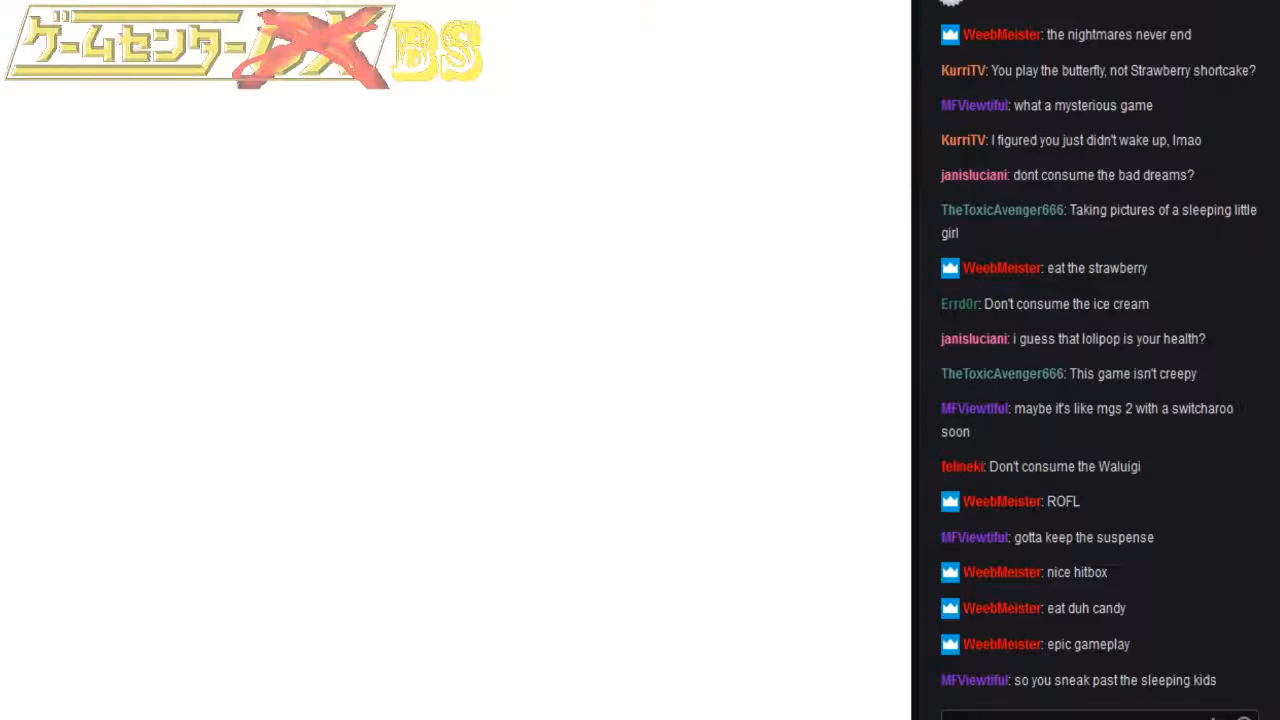 ゲームセンターDX BS
WeebMeister: the nightmares never end
KurriTV: You play the butterfly, not Strawberry shortcake?
MFViewtiful: what a mysterious game
KurriTV: I figured you just didn't wake up, lmao
janisluciani: dont consume the bad dreams?
TheToxicAvenger666: Taking pictures of a sleeping little
girl
WeebMeister: eat the strawberry
Errd0r: Don't consume the ice cream
janisluciani: i guess that lolipop is your health?
TheToxicAvenger666: This game isn't creepy
MFViewtiful: maybe it's like mgs 2 with a switcharoo
soon
felineki: Don't consume the Waluigi
WeebMeister: ROFL
MFViewtiful: gotta keep the suspense
WeebMeister: nice hitbox
WeebMeister: eat duh candy
WeebMeister: epic gameplay
MFViewtiful: so you sneak past the sleeping kids